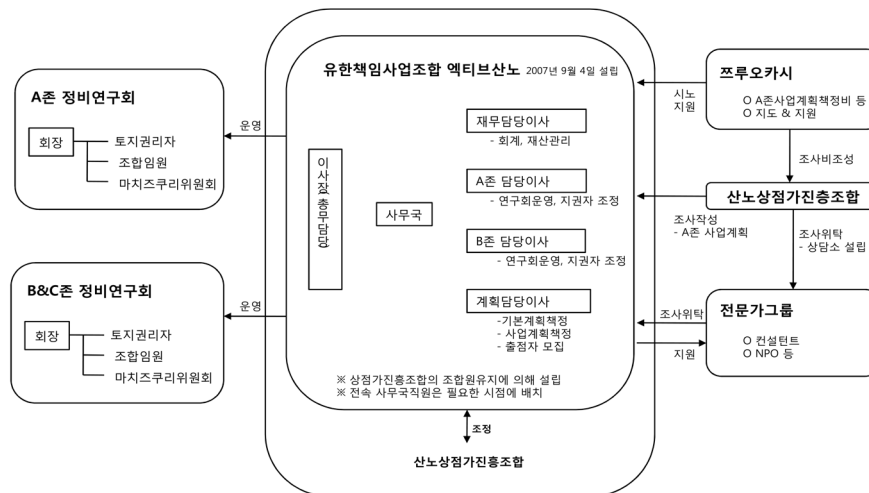 유한책임사업조합 엑티브산노 2007년 9월 4일 설립
A존 정비연구회
회장
토지권리자
조합임원
마치즈쿠리위원회
운영
B&C존 정비연구회
회장
토지권리자
조합임원
마치즈쿠리위원회
운영
이사장(총무담당)
사무국
재무담당이사
- 회계, 재산관리
A존 담당이사
- 연구회운영, 지권자 조정
B존 담당이사
- 연구회운영, 지권자 조정
계획담당이사
-기본계획책정
- 사업계획책정
- 출점자 모집
※ 상점가진흥조합의 조합원유지에 의해 설립
※ 전속 사무국직원은 필요한 시점에 배치
조정
산노상점가진흥조합
시노
지원
쯔루오카시
O A존사업계획책정비 등
O 지도 & 지원
조사비조성
산노상점가진흥조합
조사작성
- A존 사업계획
조사위탁
- 상담소 설립
전문가그룹
O 컨설턴트
O NPO 등
조사위탁
지원